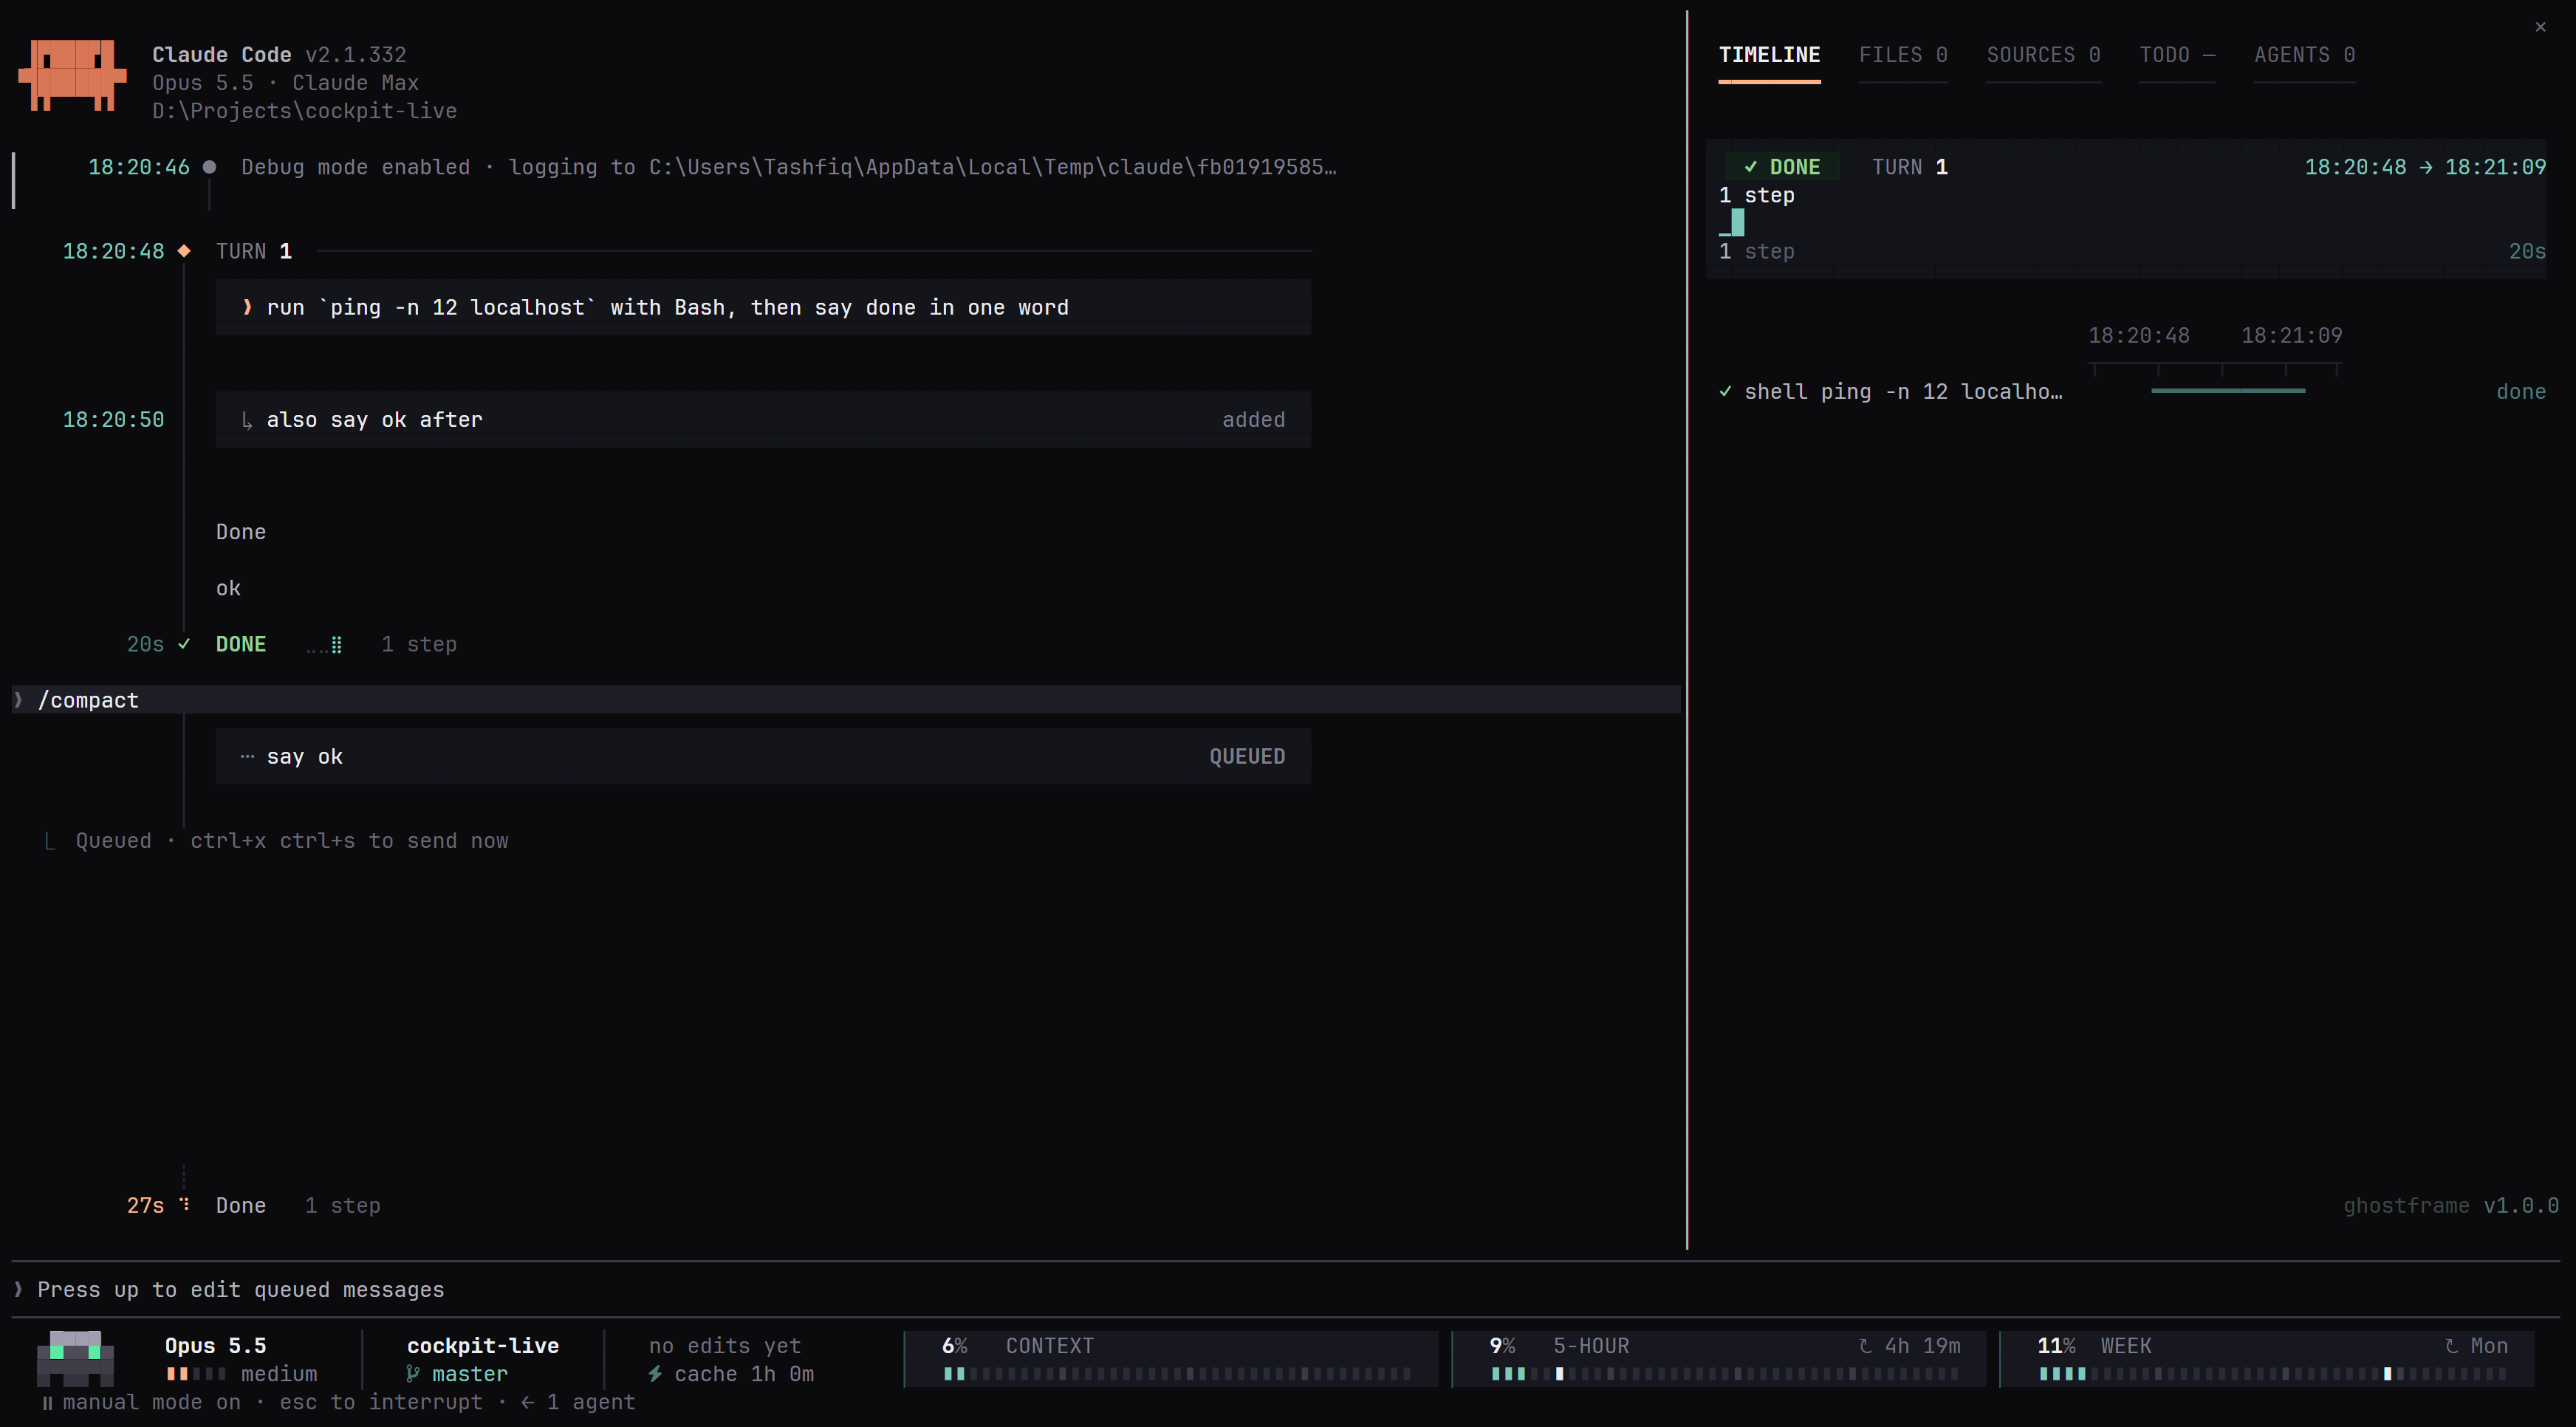 Claude Code v2.1.332
Opus 5.5 · Claude Max
D:\Projects\cockpit-live
18:20:46 ● Debug mode enabled · logging to C:\Users\Tashfiq\AppData\Local\Temp\claude\fb01919585…
18:20:48 ◆ TURN 1
❯ run `ping -n 12 localhost` with Bash, then say done in one word
18:20:50 ↳ also say ok after added
Done
ok
20s ✓ DONE 1 step
❯ /compact
⋯ say ok QUEUED
⎿ Queued · ctrl+x ctrl+s to send now
27s Done 1 step
×
TIMELINE FILES 0 SOURCES 0 TODO — AGENTS 0
✓ DONE TURN 1 18:20:48 → 18:21:09
1 step
1 step 20s
18:20:48 18:21:09
✓ shell ping -n 12 localho… done
ghostframe v1.0.0
❯ Press up to edit queued messages
Opus 5.5 cockpit-live no edits yet 6% CONTEXT 9% 5-HOUR ↻ 4h 19m 11% WEEK ↻ Mon
medium master ⚡ cache 1h 0m
⏸ manual mode on · esc to interrupt · ← 1 agent